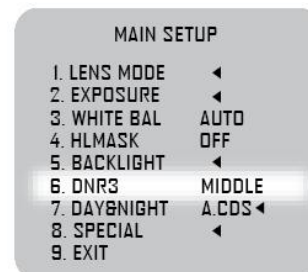 MAIN SETUP
1. LENS MODE ◄
2. EXPOSURE ◄
3. WHITE BAL AUTO
4. HLMASK OFF
5. BACKLIGHT ◄
6. DNR3 MIDDLE
7. DAY&NIGHT A.CDS◄
8. SPECIAL ◄
9. EXIT